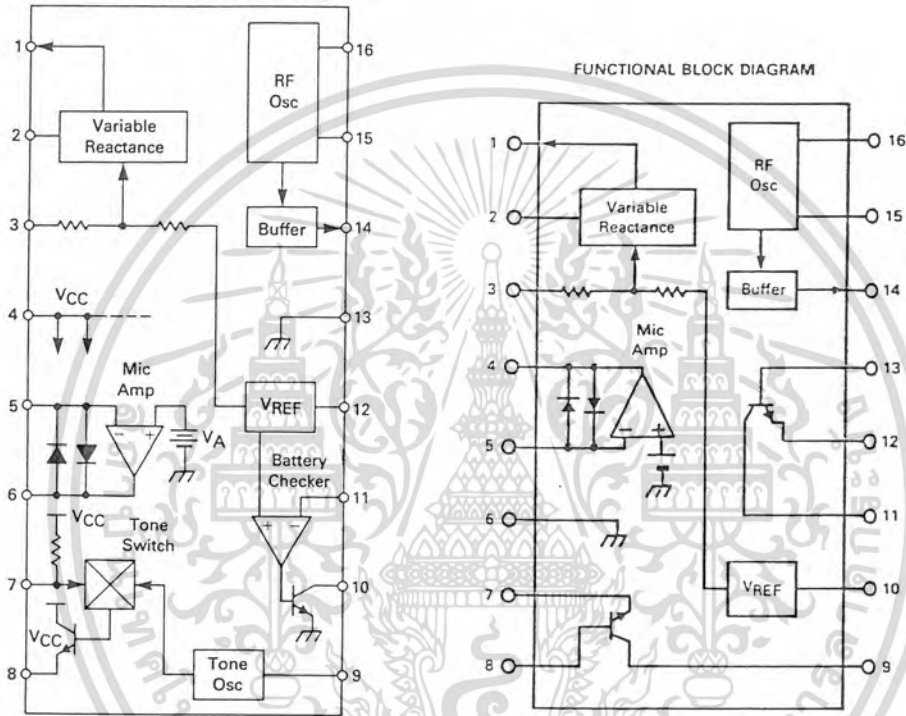 1
2
3
4
5
6
7
8
16
15
14
13
12
11
10
9
Variable
Reactance
RF
Osc
Buffer
VCC
Mic
Amp
- +
VA
VREF
Battery
Checker
+ -
VCC
Tone
Switch
VCC
Tone
Osc
FUNCTIONAL BLOCK DIAGRAM
1
2
3
4
5
6
7
8
16
15
14
13
12
11
10
9
Variable
Reactance
RF
Osc
Buffer
Mic
Amp
- +
VREF